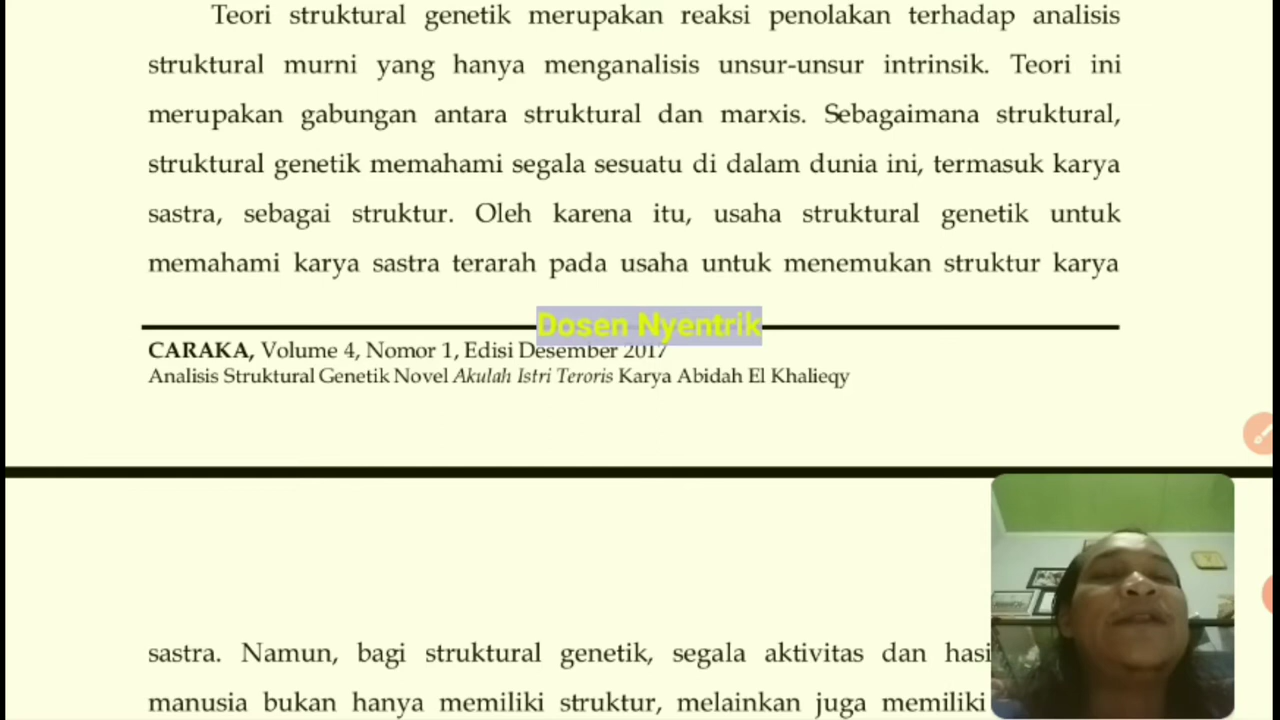 Teori struktural genetik merupakan reaksi penolakan terhadap analisis
struktural murni yang hanya menganalisis unsur-unsur intrinsik. Teori ini
merupakan gabungan antara struktural dan marxis. Sebagaimana struktural,
struktural genetik memahami segala sesuatu di dalam dunia ini, termasuk karya
sastra, sebagai struktur. Oleh karena itu, usaha struktural genetik untuk
memahami karya sastra terarah pada usaha untuk menemukan struktur karya
Dosen Nyentrik
CARAKA, Volume 4, Nomor 1, Edisi Desember 2017
Analisis Struktural Genetik Novel Akulah Istri Teroris Karya Abidah El Khalieqy
sastra. Namun, bagi struktural genetik, segala aktivitas dan hasi
manusia bukan hanya memiliki struktur, melainkan juga memiliki